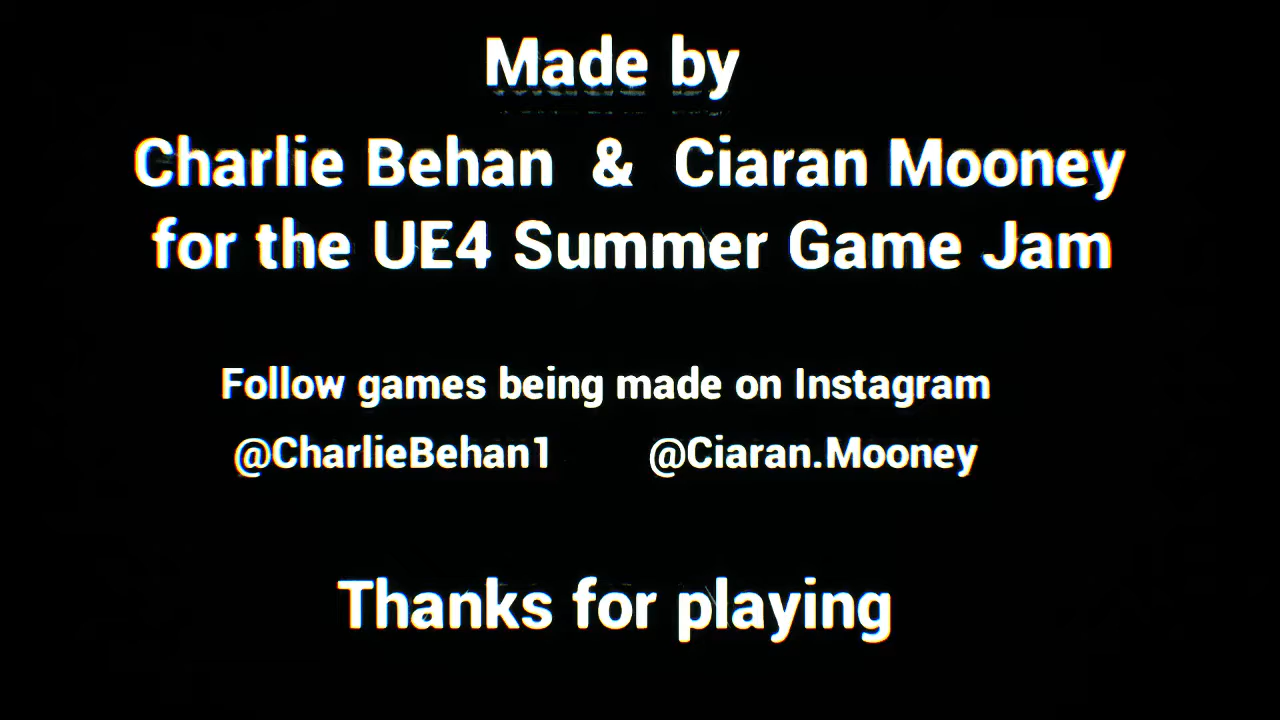 Made by
Charlie Behan & Ciaran Mooney
for the UE4 Summer Game Jam
Follow games being made on Instagram
@CharlieBehan1 @Ciaran.Mooney
Thanks for playing